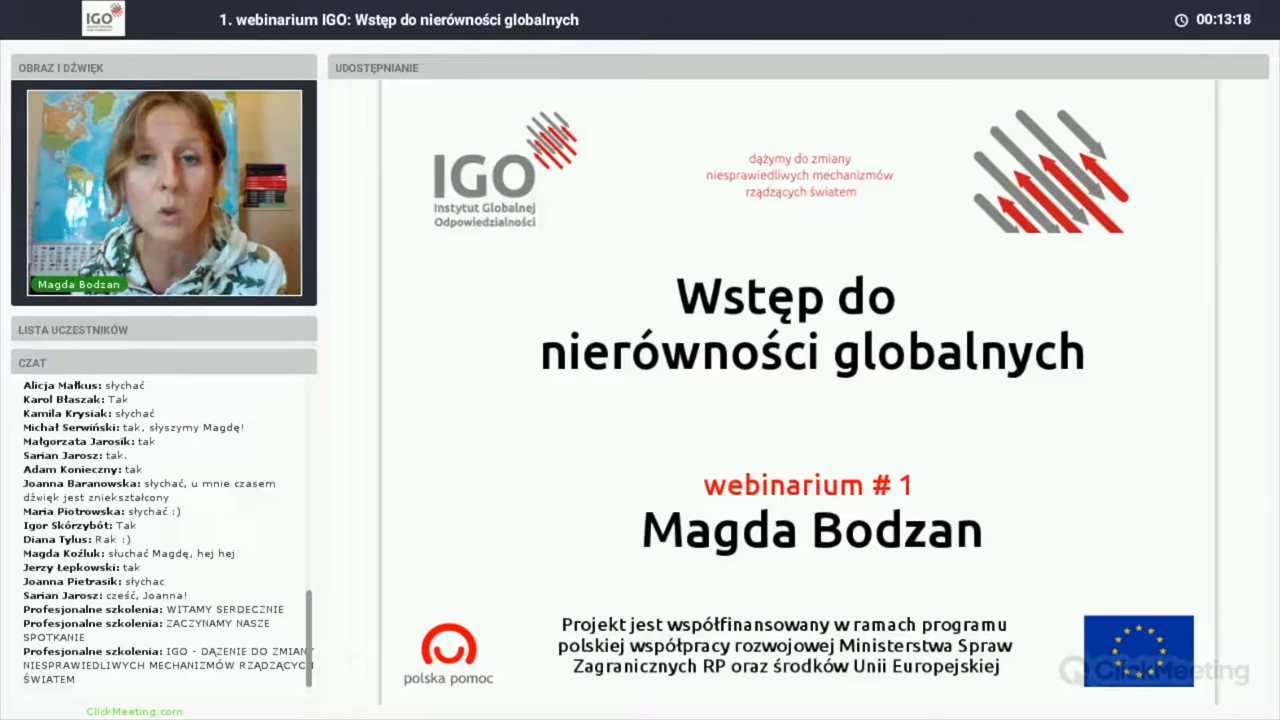 IGO
1. webinarium IGO: Wstęp do nierówności globalnych
00:13:18
OBRAZ I DŹWIĘK
Magda Bodzan
LISTA UCZESTNIKÓW
CZAT
Alicja Małkus: słychać
Karol Błaszak: Tak
Kamila Krysiak: słychać
Michał Serwiński: tak, słyszymy Magdę!
Małgorzata Jarosik: tak
Sarian Jarosz: tak.
Adam Konieczny: tak
Joanna Baranowska: słychać, u mnie czasem
dźwięk jest zniekształcony
Maria Piotrowska: słychać :)
Igor Skórzybót: Tak
Diana Tylus: Rak :)
Magda Koźluk: słuchać Magdę, hej hej
Jerzy Łepkowski: tak
Joanna Pietrasik: słychac
Sarian Jarosz: cześć, Joanna!
Profesjonalne szkolenia: WITAMY SERDECZNIE
Profesjonalne szkolenia: ZACZYNAMY NASZE
SPOTKANIE
Profesjonalne szkolenia: IGO - DĄŻENIE DO ZMIANY
NIESPRAWIEDLIWYCH MECHANIZMÓW RZĄDZĄCYCH
ŚWIATEM
ClickMeeting.com
UDOSTĘPNIANIE
IGO
Instytut Globalnej
Odpowiedzialności
dążymy do zmiany
niesprawiedliwych mechanizmów
rządzących światem
Wstęp do
nierówności globalnych
webinarium # 1
Magda Bodzan
polska pomoc
Projekt jest współfinansowany w ramach programu
polskiej współpracy rozwojowej Ministerstwa Spraw
Zagranicznych RP oraz środków Unii Europejskiej
ClickMeeting